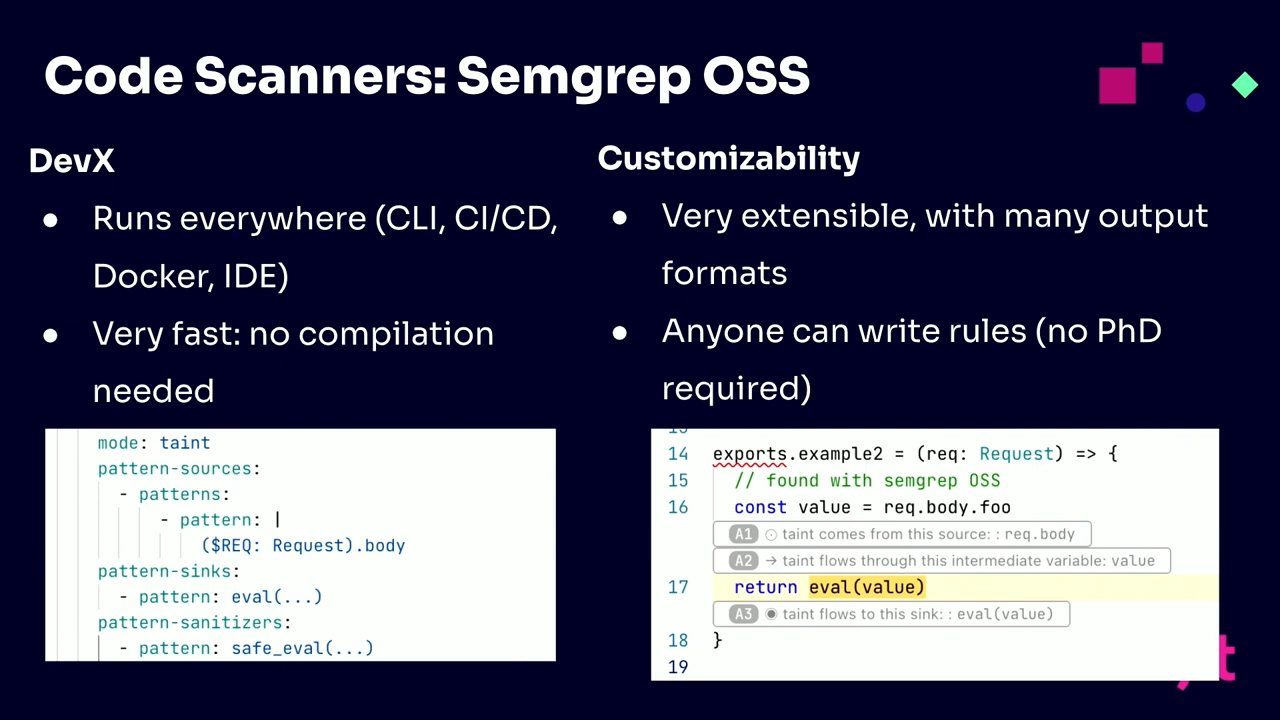 Code Scanners: Semgrep OSS
DevX
● Runs everywhere (CLI, CI/CD,
Docker, IDE)
● Very fast: no compilation
needed
mode: taint
pattern-sources:
- patterns:
- pattern: |
($REQ: Request).body
pattern-sinks:
- pattern: eval(...)
pattern-sanitizers:
- pattern: safe_eval(...)
Customizability
● Very extensible, with many output
formats
● Anyone can write rules (no PhD
required)
14 exports.example2 = (req: Request) => {
15 // found with semgrep OSS
16 const value = req.body.foo
A1 taint comes from this source: : req.body
A2 → taint flows through this intermediate variable: value
17 return eval(value)
A3 taint flows to this sink: : eval(value)
18 }
19